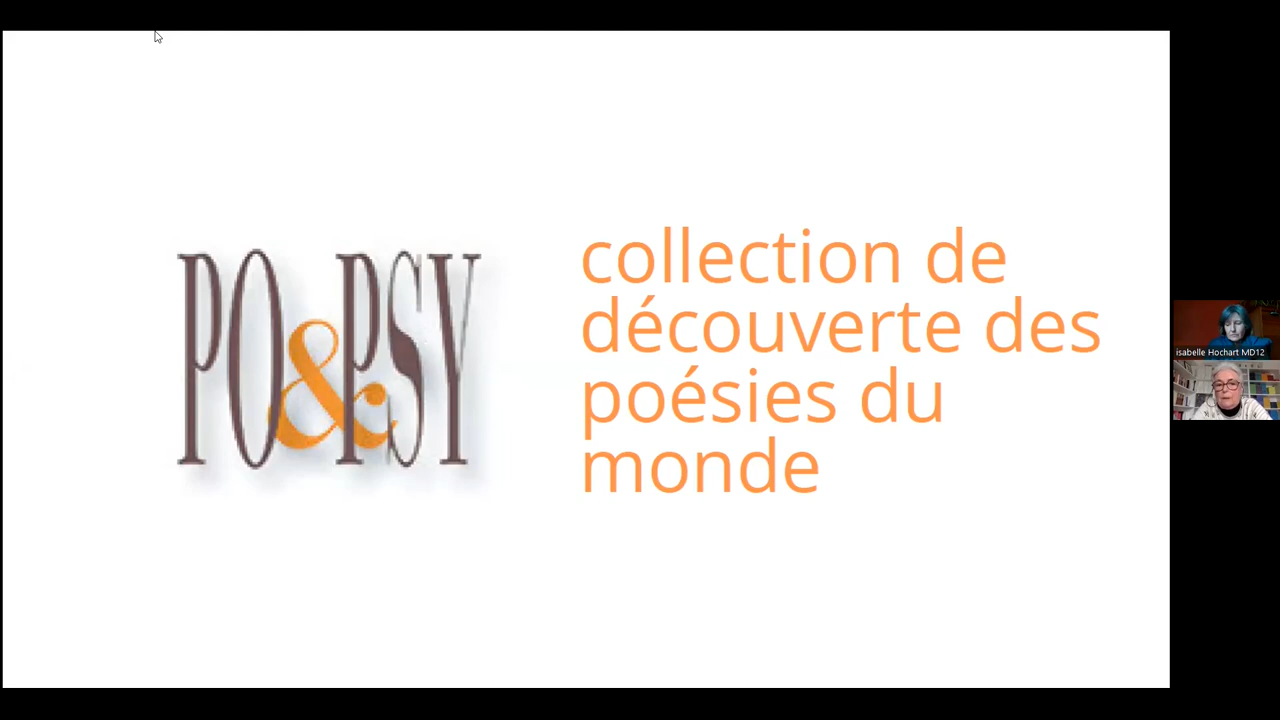 PO&PSY
collection de
découverte des
poésies du
monde
isabelle Hochart MD12